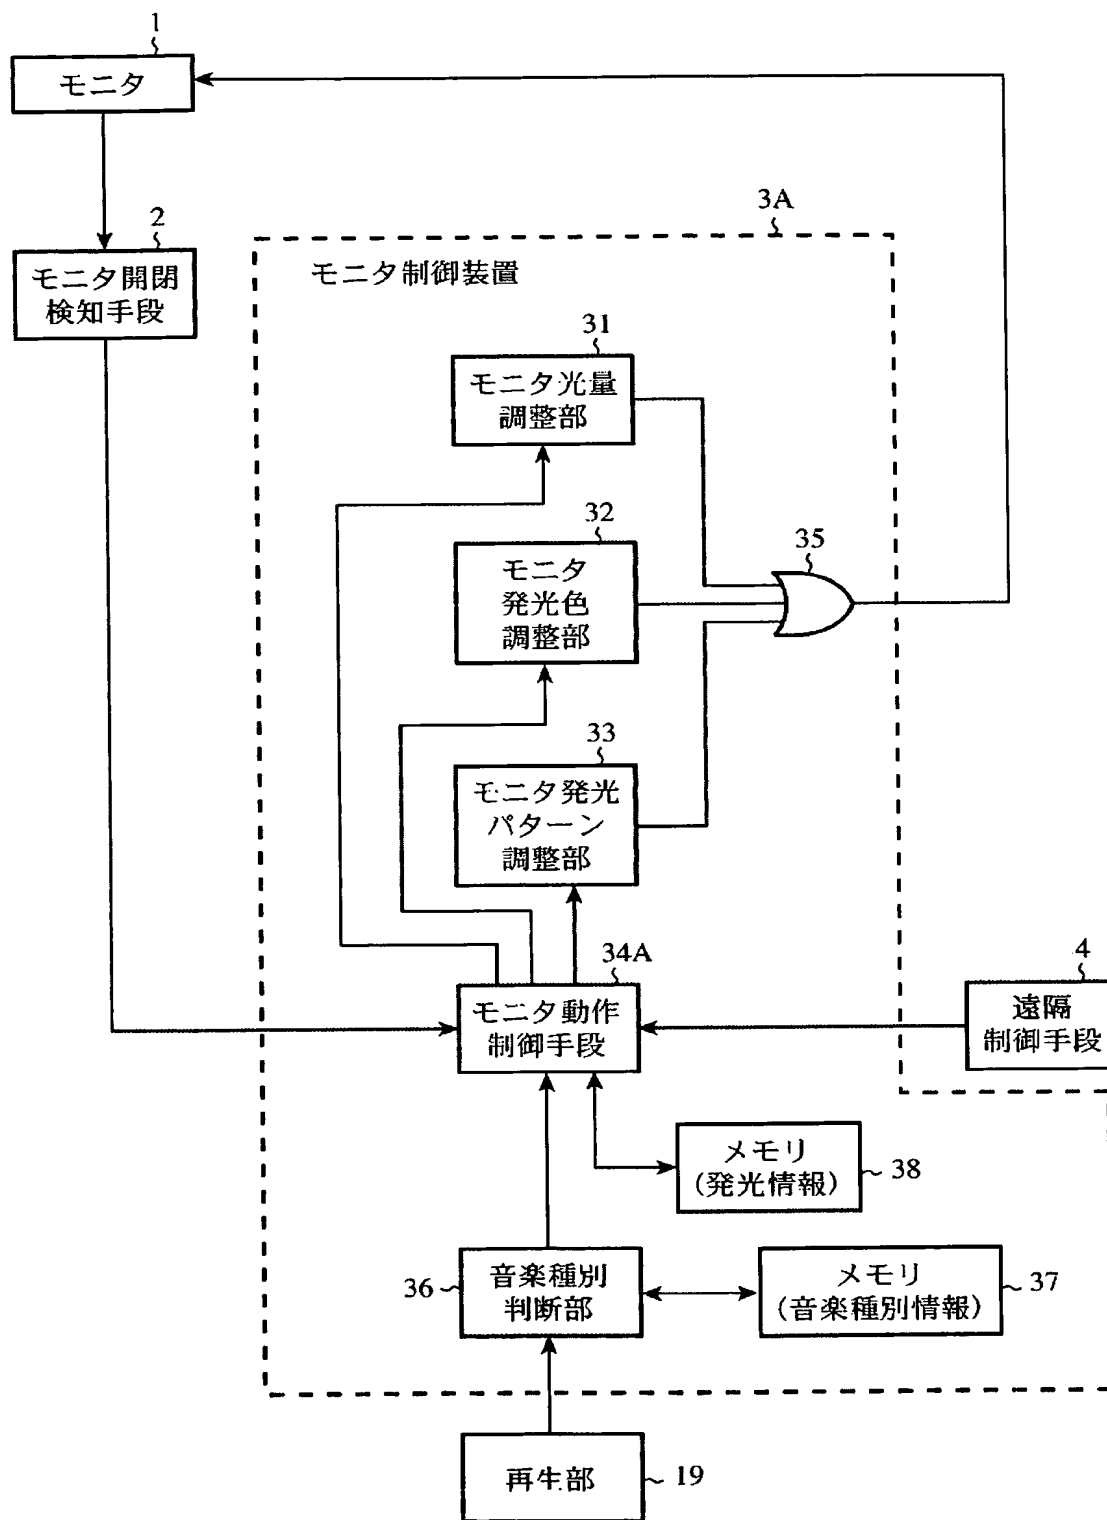 1
モニタ
2
モニタ開閉
検知手段
3A
モニタ制御装置
31
モニタ光量
調整部
32
モニタ
発光色
調整部
35
33
モニタ発光
パターン
調整部
34A
モニタ動作
制御手段
4
遠隔
制御手段
メモリ
(発光情報)
38
36
音楽種別
判断部
メモリ
(音楽種別情報)
37
再生部
19